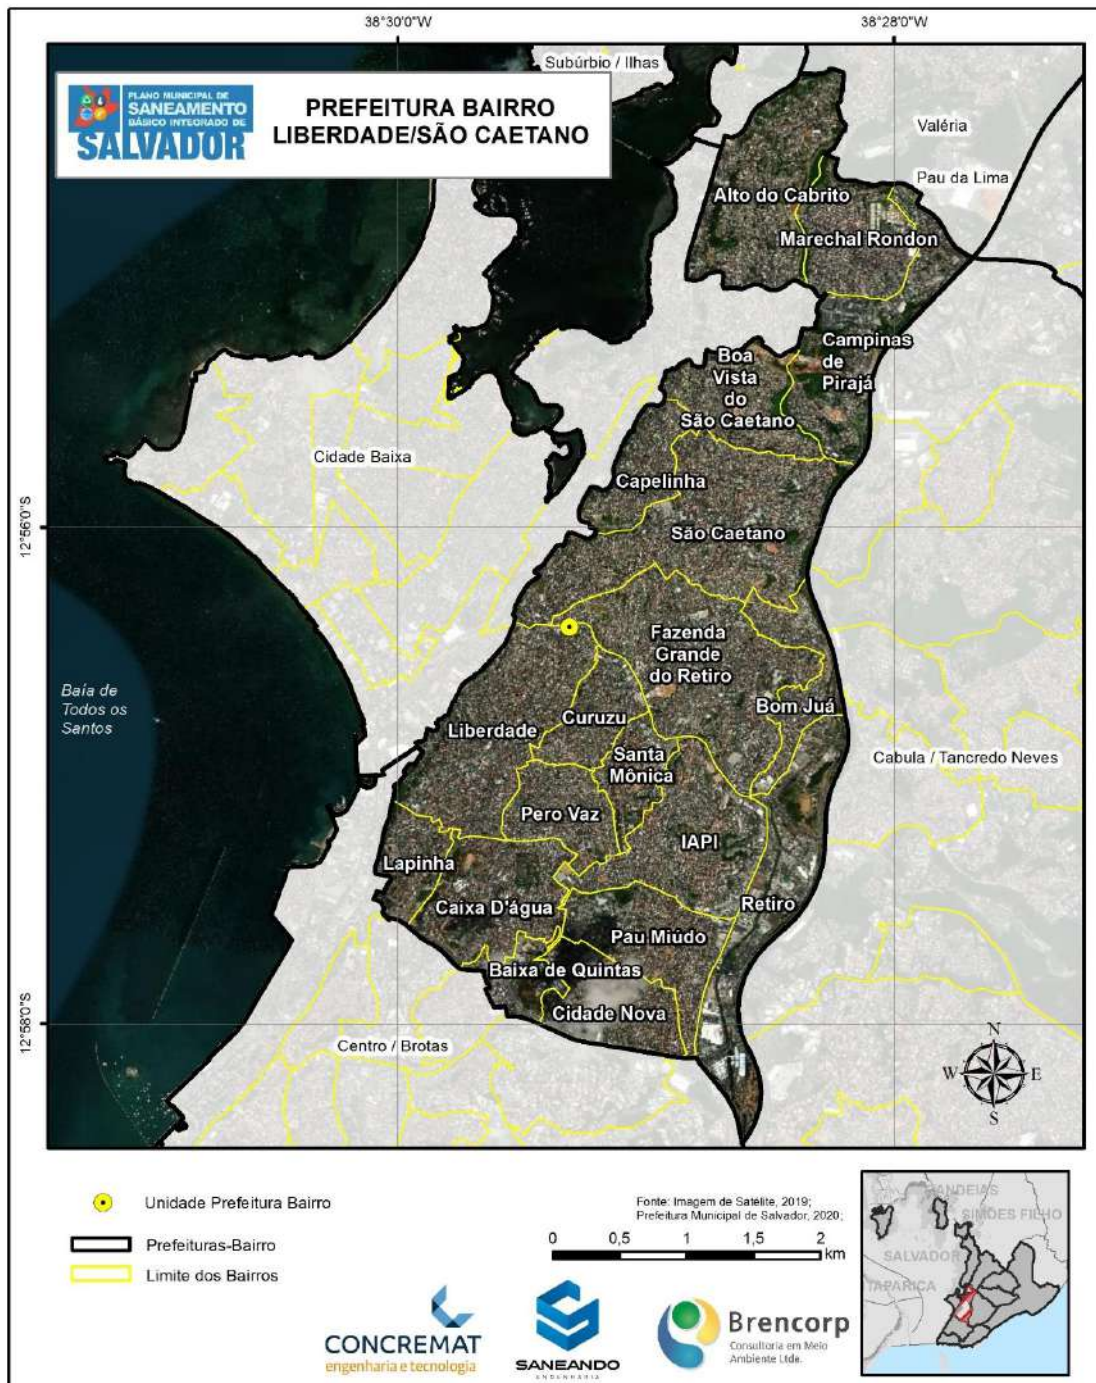 38°30'0"W
38°28'0"W
Subúrbio / Ilhas
PLANO MUNICIPAL DE
SANEAMENTO
BÁSICO INTEGRADO DE
SALVADOR
PREFEITURA BAIRRO
LIBERDADE/SÃO CAETANO
Valéria
Pau da Lima
Alto do Cabrito
Marechal Rondon
Campinas
de
Pirajá
Boa
Vista
do
São Caetano
Cidade Baixa
Capelinha
São Caetano
12°56'0"S
Fazenda
Grande
do Retiro
Baía de
Todos os
Santos
Bom Juá
Curuzu
Liberdade
Santa
Mônica
Cabula / Tancredo Neves
Pero Vaz
IAPI
Lapinha
Caixa D'água
Retiro
Pau Miúdo
Baixa de Quintas
Cidade Nova
12°58'0"S
Centro / Brotas
N
W E
S
Unidade Prefeitura Bairro
Prefeituras-Bairro
Limite dos Bairros
Fonte: Imagem de Satélite, 2019;
Prefeitura Municipal de Salvador, 2020;
0 0,5 1 1,5 2
km
ANDEIAS
SIMÕES FILHO
SALVADOR
TAPARICA
CONCREMAT
engenharia e tecnologia
SANEANDO
ENGENHARIA
Brencorp
Consultoria em Meio
Ambiente Ltda.